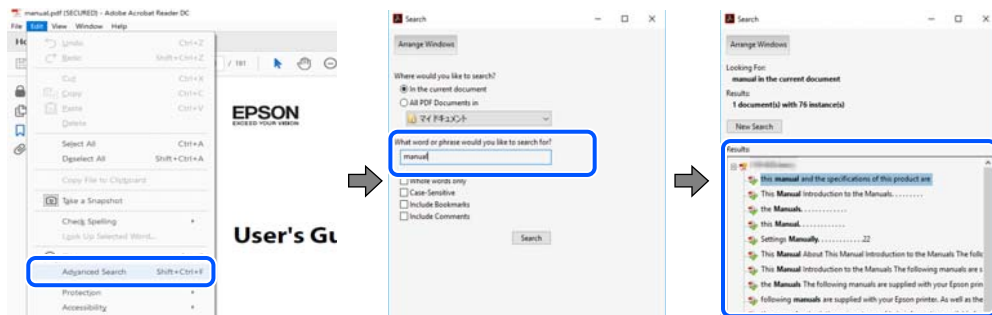 manual.pdf (SECURED) - Adobe Acrobat Reader DC
File Edit View Window Help
Undo Ctrl+Z
Redo Shift+Ctrl+Z
Cut Ctrl+X
Copy Ctrl+C
Paste Ctrl+V
Delete
Select All Ctrl+A
Deselect All Shift+Ctrl+A
Copy File to Clipboard
Take a Snapshot
Check Spelling
Look Up Selected Word...
Advanced Search Shift+Ctrl+F
Protection
Accessibility
/ 181
EPSON
EXCEED YOUR VISION
User's Gu
Search
Arrange Windows
Where would you like to search?
In the current document
All PDF Documents in
マイ ドキュメント
What word or phrase would you like to search for?
manual
Whole words only
Case-Sensitive
Include Bookmarks
Include Comments
Search
Search
Arrange Windows
Looking For:
manual in the current document
Results:
1 document(s) with 76 instance(s)
New Search
Results:
this manual and the specifications of this product are
This Manual Introduction to the Manuals. . . . . . . . .
the Manuals. . . . . . . . . . . . .
this Manual. . . . . . . . . . . . .
Settings Manually. . . . . . . . . . . . .22
This Manual About This Manual Introduction to the Manuals The follo
This Manual Introduction to the Manuals The following manuals are s
the Manuals The following manuals are supplied with your Epson prin
following manuals are supplied with your Epson printer. As well as the